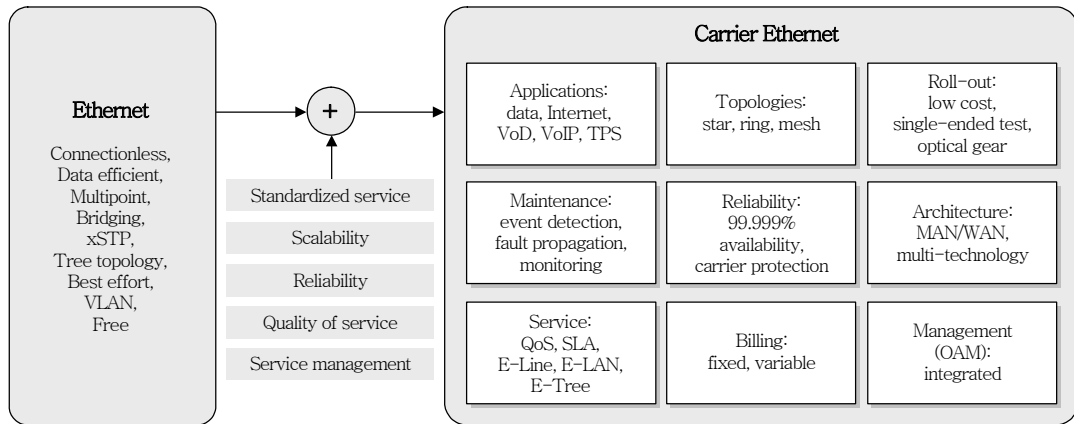 Ethernet
Connectionless,
Data efficient,
Multipoint,
Bridging,
xSTP,
Tree topology,
Best effort,
VLAN,
Free
+
Standardized service
Scalability
Reliability
Quality of service
Service management
Carrier Ethernet
Applications:
data, Internet,
VoD, VoIP, TPS
Topologies:
star, ring, mesh
Roll-out:
low cost,
single-ended test,
optical gear
Maintenance:
event detection,
fault propagation,
monitoring
Reliability:
99.999%
availability,
carrier protection
Architecture:
MAN/WAN,
multi-technology
Service:
QoS, SLA,
E-Line, E-LAN,
E-Tree
Billing:
fixed, variable
Management
(OAM):
integrated